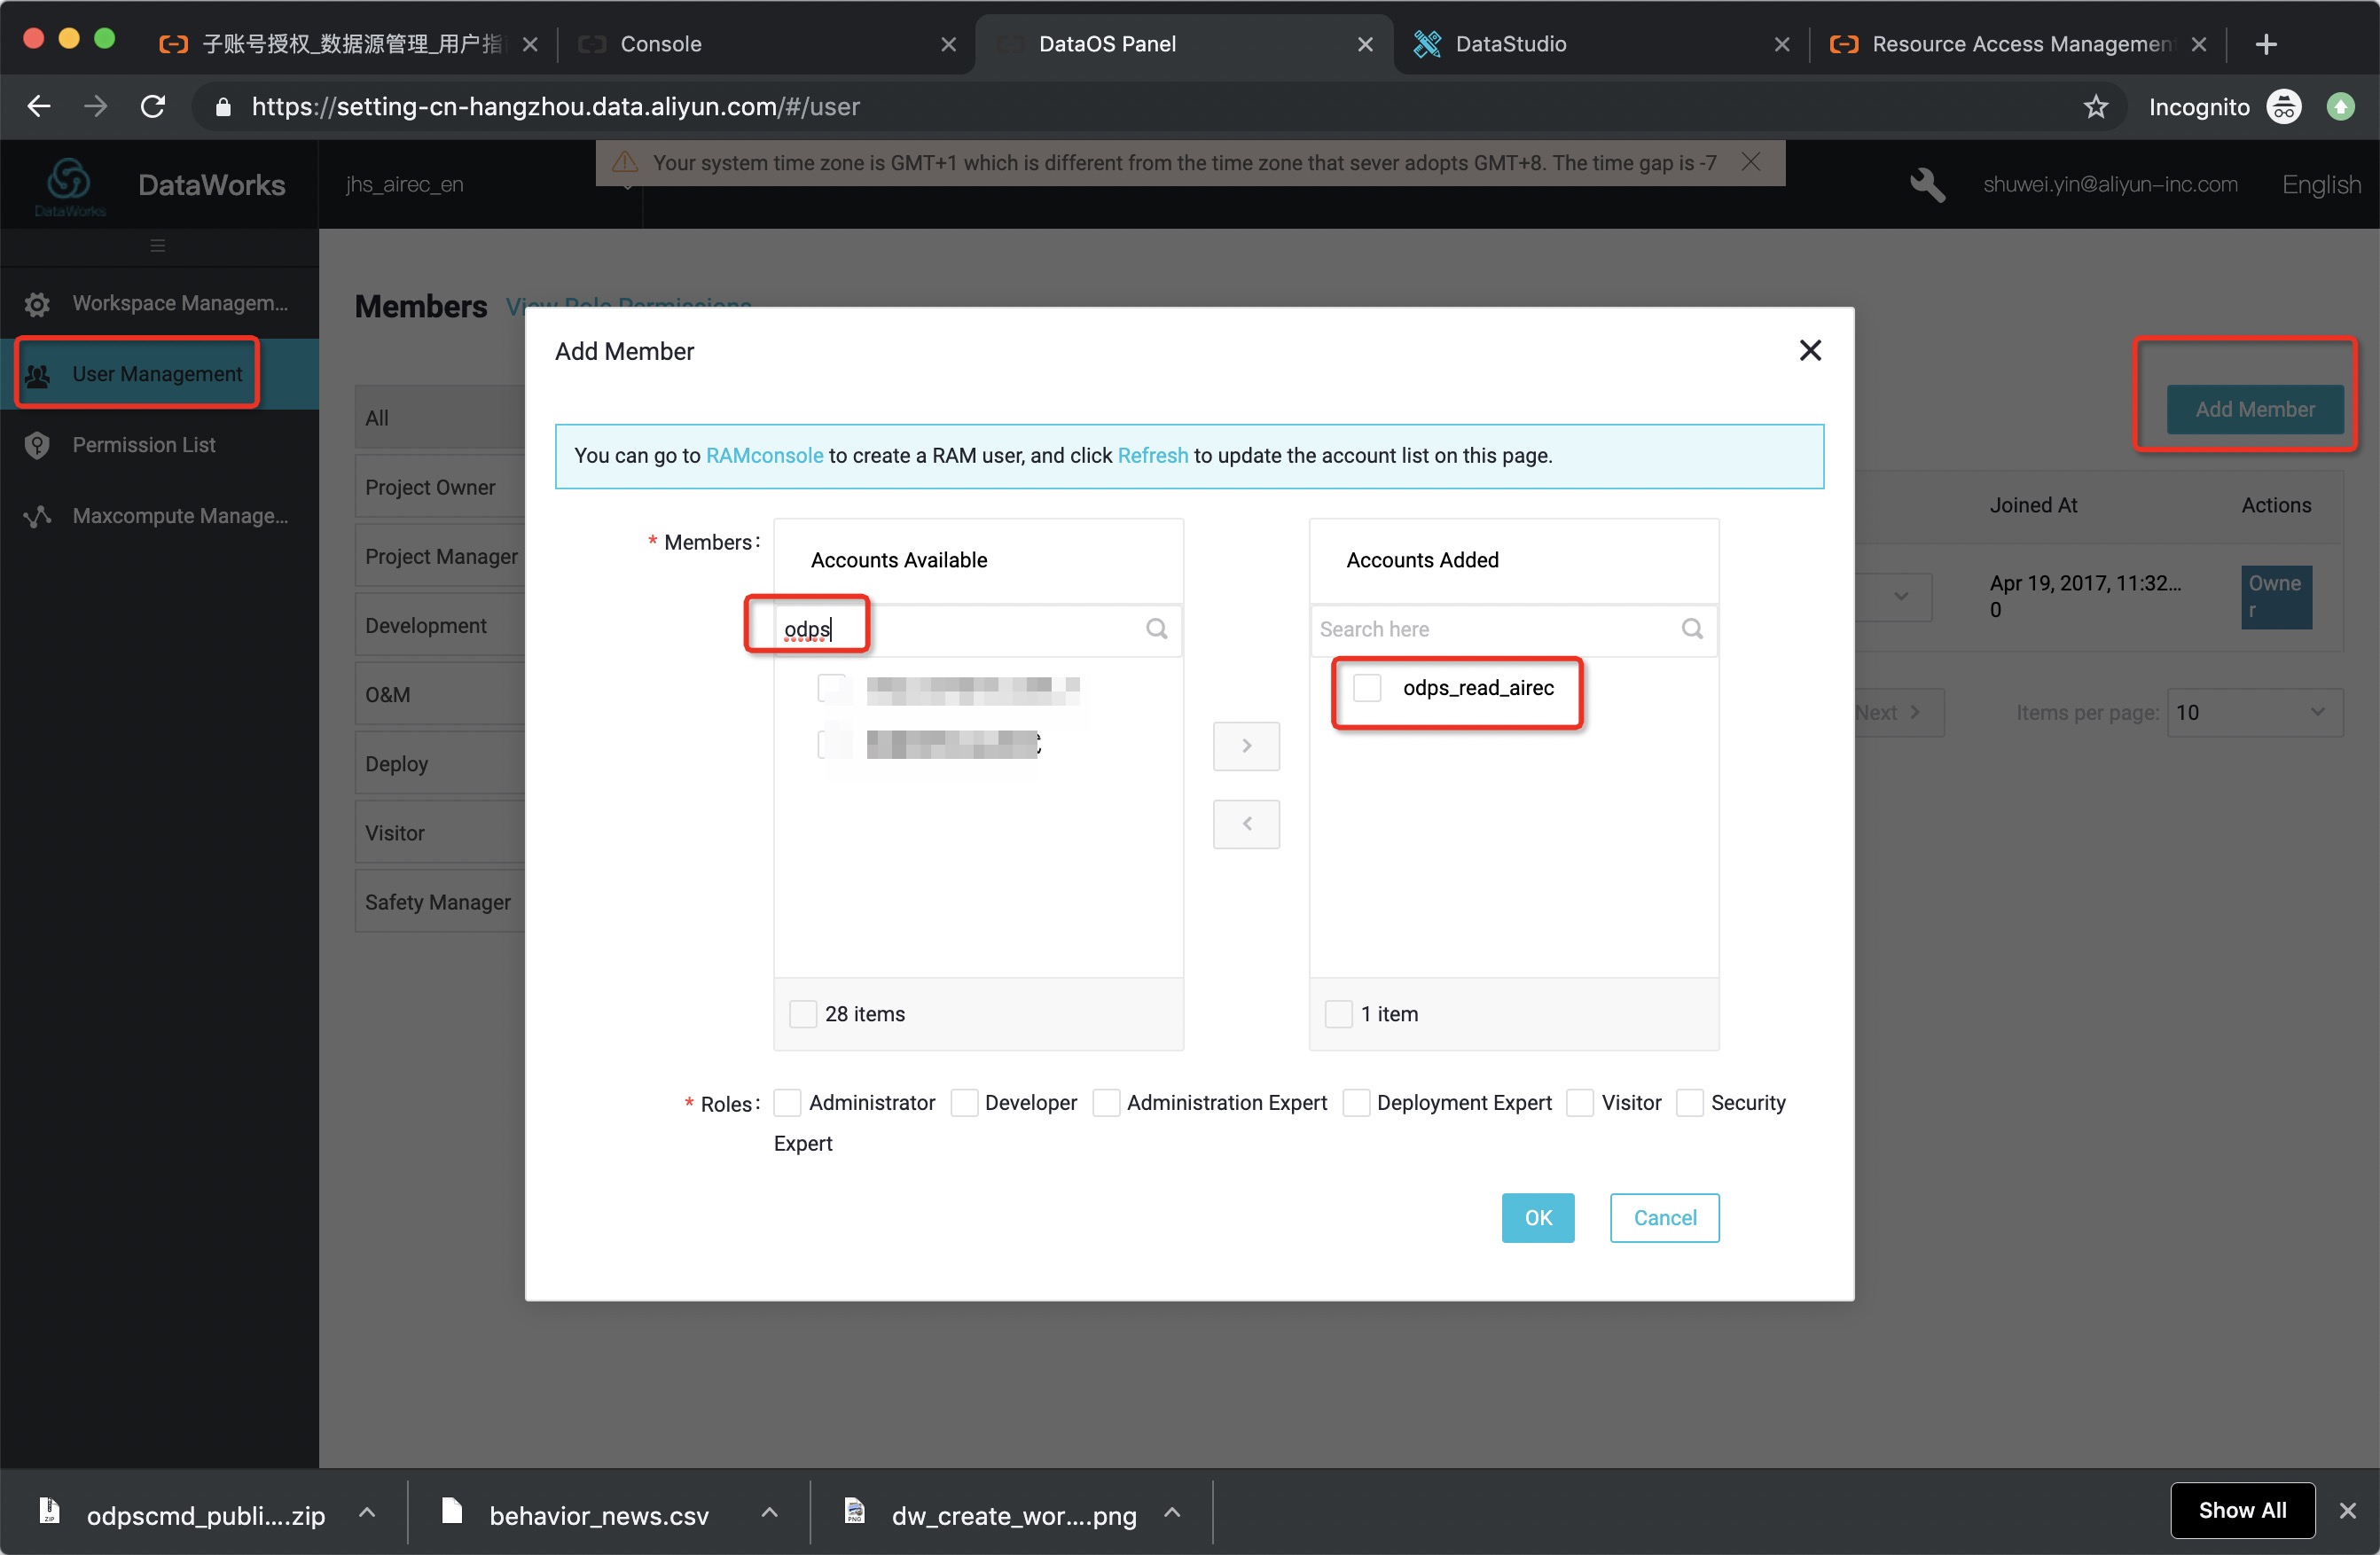 子账号授权_数据源管理_用户指
Console
DataOS Panel
DataStudio
Resource Access Managemen
https://setting-cn-hangzhou.data.aliyun.com/#/user
Incognito
DataWorks
DataWorks
jhs_airec_en
Your system time zone is GMT+1 which is different from the time zone that sever adopts GMT+8. The time gap is -7
shuwei.yin@aliyun-inc.com
English
Workspace Managem...
User Management
Permission List
Maxcompute Manage...
Members
View Role Permissions
Add Member
All
Project Owner
Project Manager
Development
O&M
Deploy
Visitor
Safety Manager
Joined At
Actions
Apr 19, 2017, 11:32...
0
Owne
r
Next
Items per page:
10
Add Member
You can go to RAMconsole to create a RAM user, and click Refresh to update the account list on this page.
* Members:
Accounts Available
odps
28 items
Accounts Added
Search here
odps_read_airec
1 item
* Roles:
Administrator
Developer
Administration Expert
Deployment Expert
Visitor
Security
Expert
OK
Cancel
odpscmd_publi....zip
behavior_news.csv
dw_create_wor....png
Show All